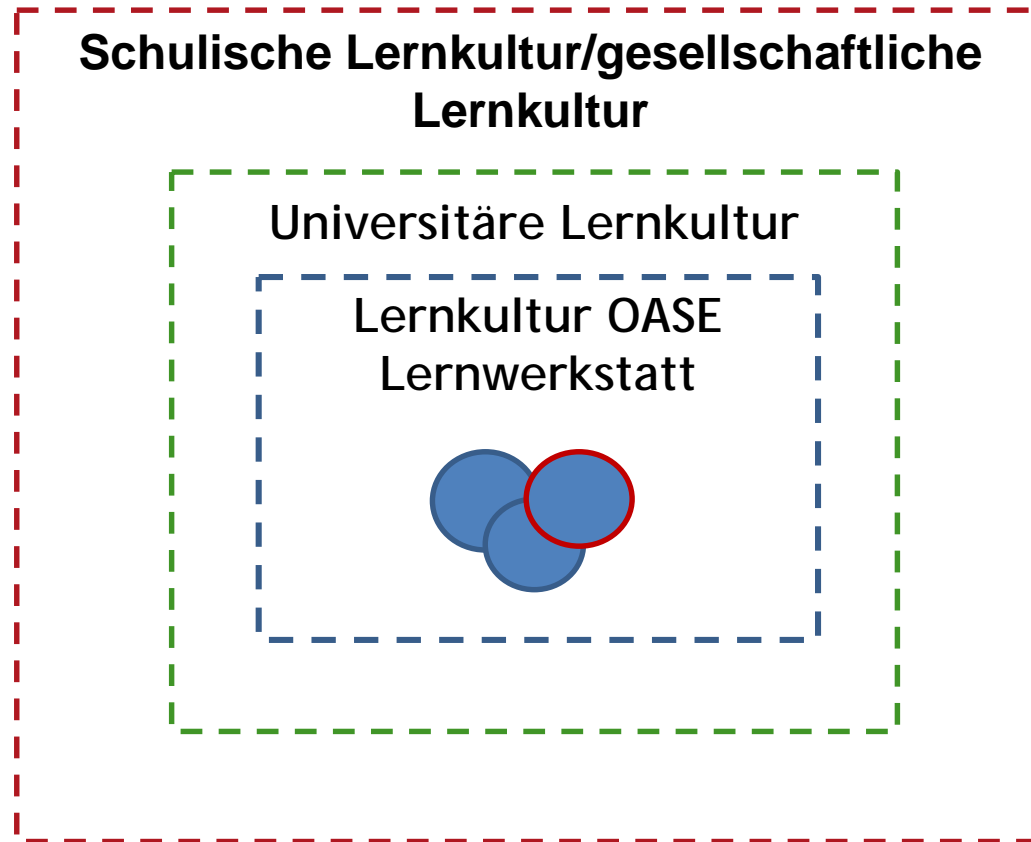 Schulische Lernkultur/gesellschaftliche
Lernkultur
Universitäre Lernkultur
Lernkultur OASE
Lernwerkstatt